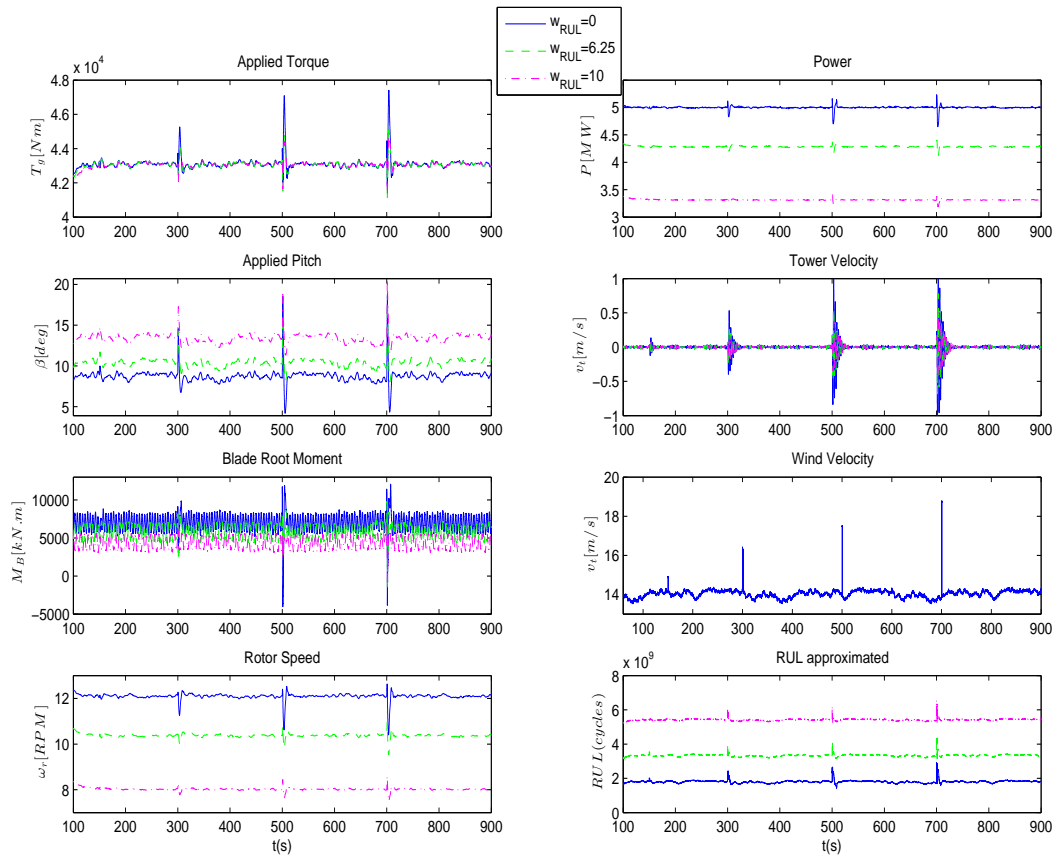 w_RUL=0
w_RUL=6.25
w_RUL=10
Applied Torque
x 10^4
T_g[Nm]
4.8
4.6
4.4
4.2
4
100 200 300 400 500 600 700 800 900
Power
P[MW]
5
4.5
4
3.5
3
100 200 300 400 500 600 700 800 900
Applied Pitch
β[deg]
20
15
10
5
100 200 300 400 500 600 700 800 900
Tower Velocity
v_t[m/s]
1
0.5
0
−0.5
−1
100 200 300 400 500 600 700 800 900
Blade Root Moment
M_B[kN.m]
10000
5000
0
−5000
100 200 300 400 500 600 700 800 900
Wind Velocity
v_t[m/s]
20
18
16
14
100 200 300 400 500 600 700 800 900
Rotor Speed
ω_r[RPM]
12
10
8
100 200 300 400 500 600 700 800 900
t(s)
RUL approximated
x 10^9
RUL(cycles)
8
6
4
2
0
100 200 300 400 500 600 700 800 900
t(s)